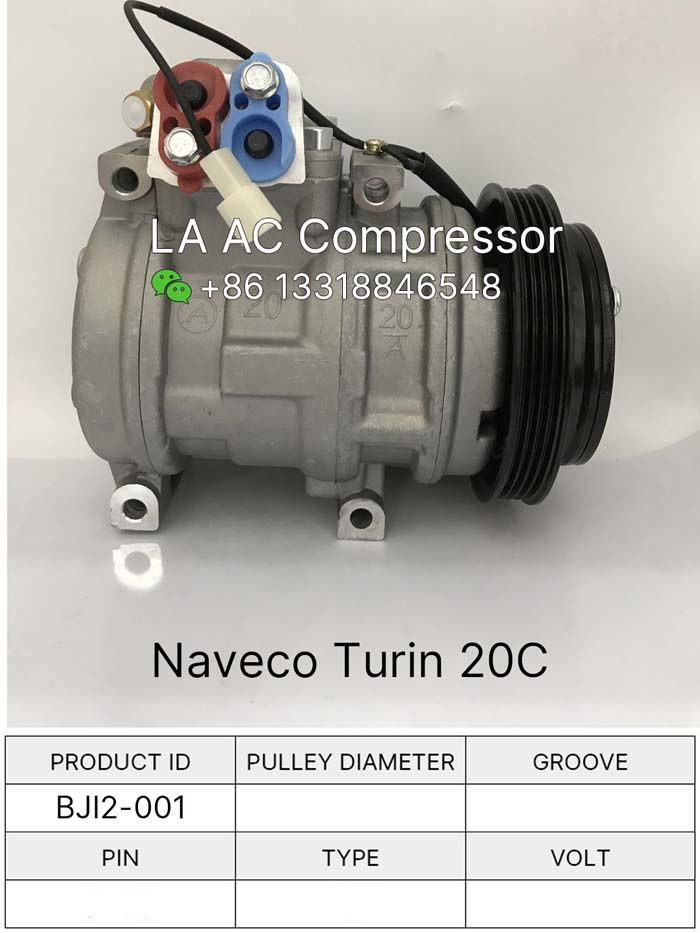 LA AC Compressor
+86 13318846548
A 20
20
A
Naveco Turin 20C
PRODUCT ID PULLEY DIAMETER GROOVE
BJI2-001
PIN TYPE VOLT